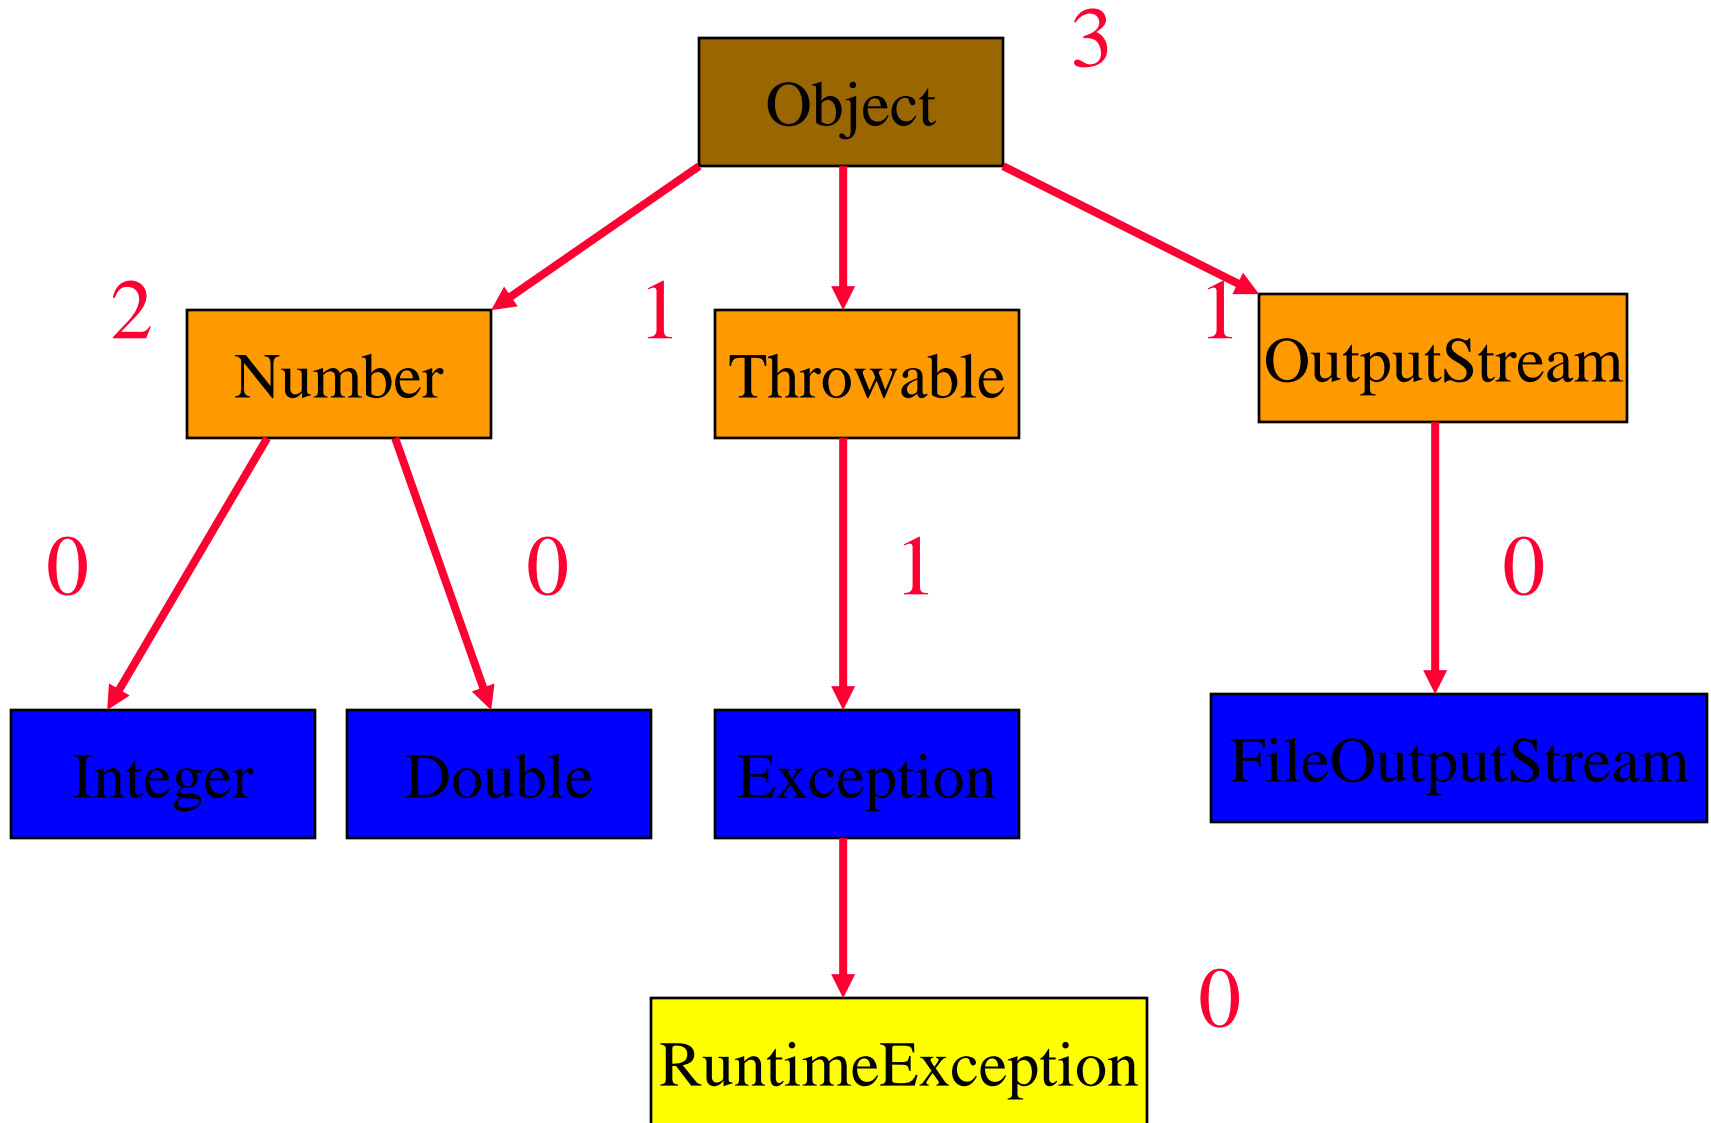 3
Object
2
1
1
Number
Throwable
OutputStream
0
0
1
0
Integer
Double
Exception
FileOutputStream
0
RuntimeException